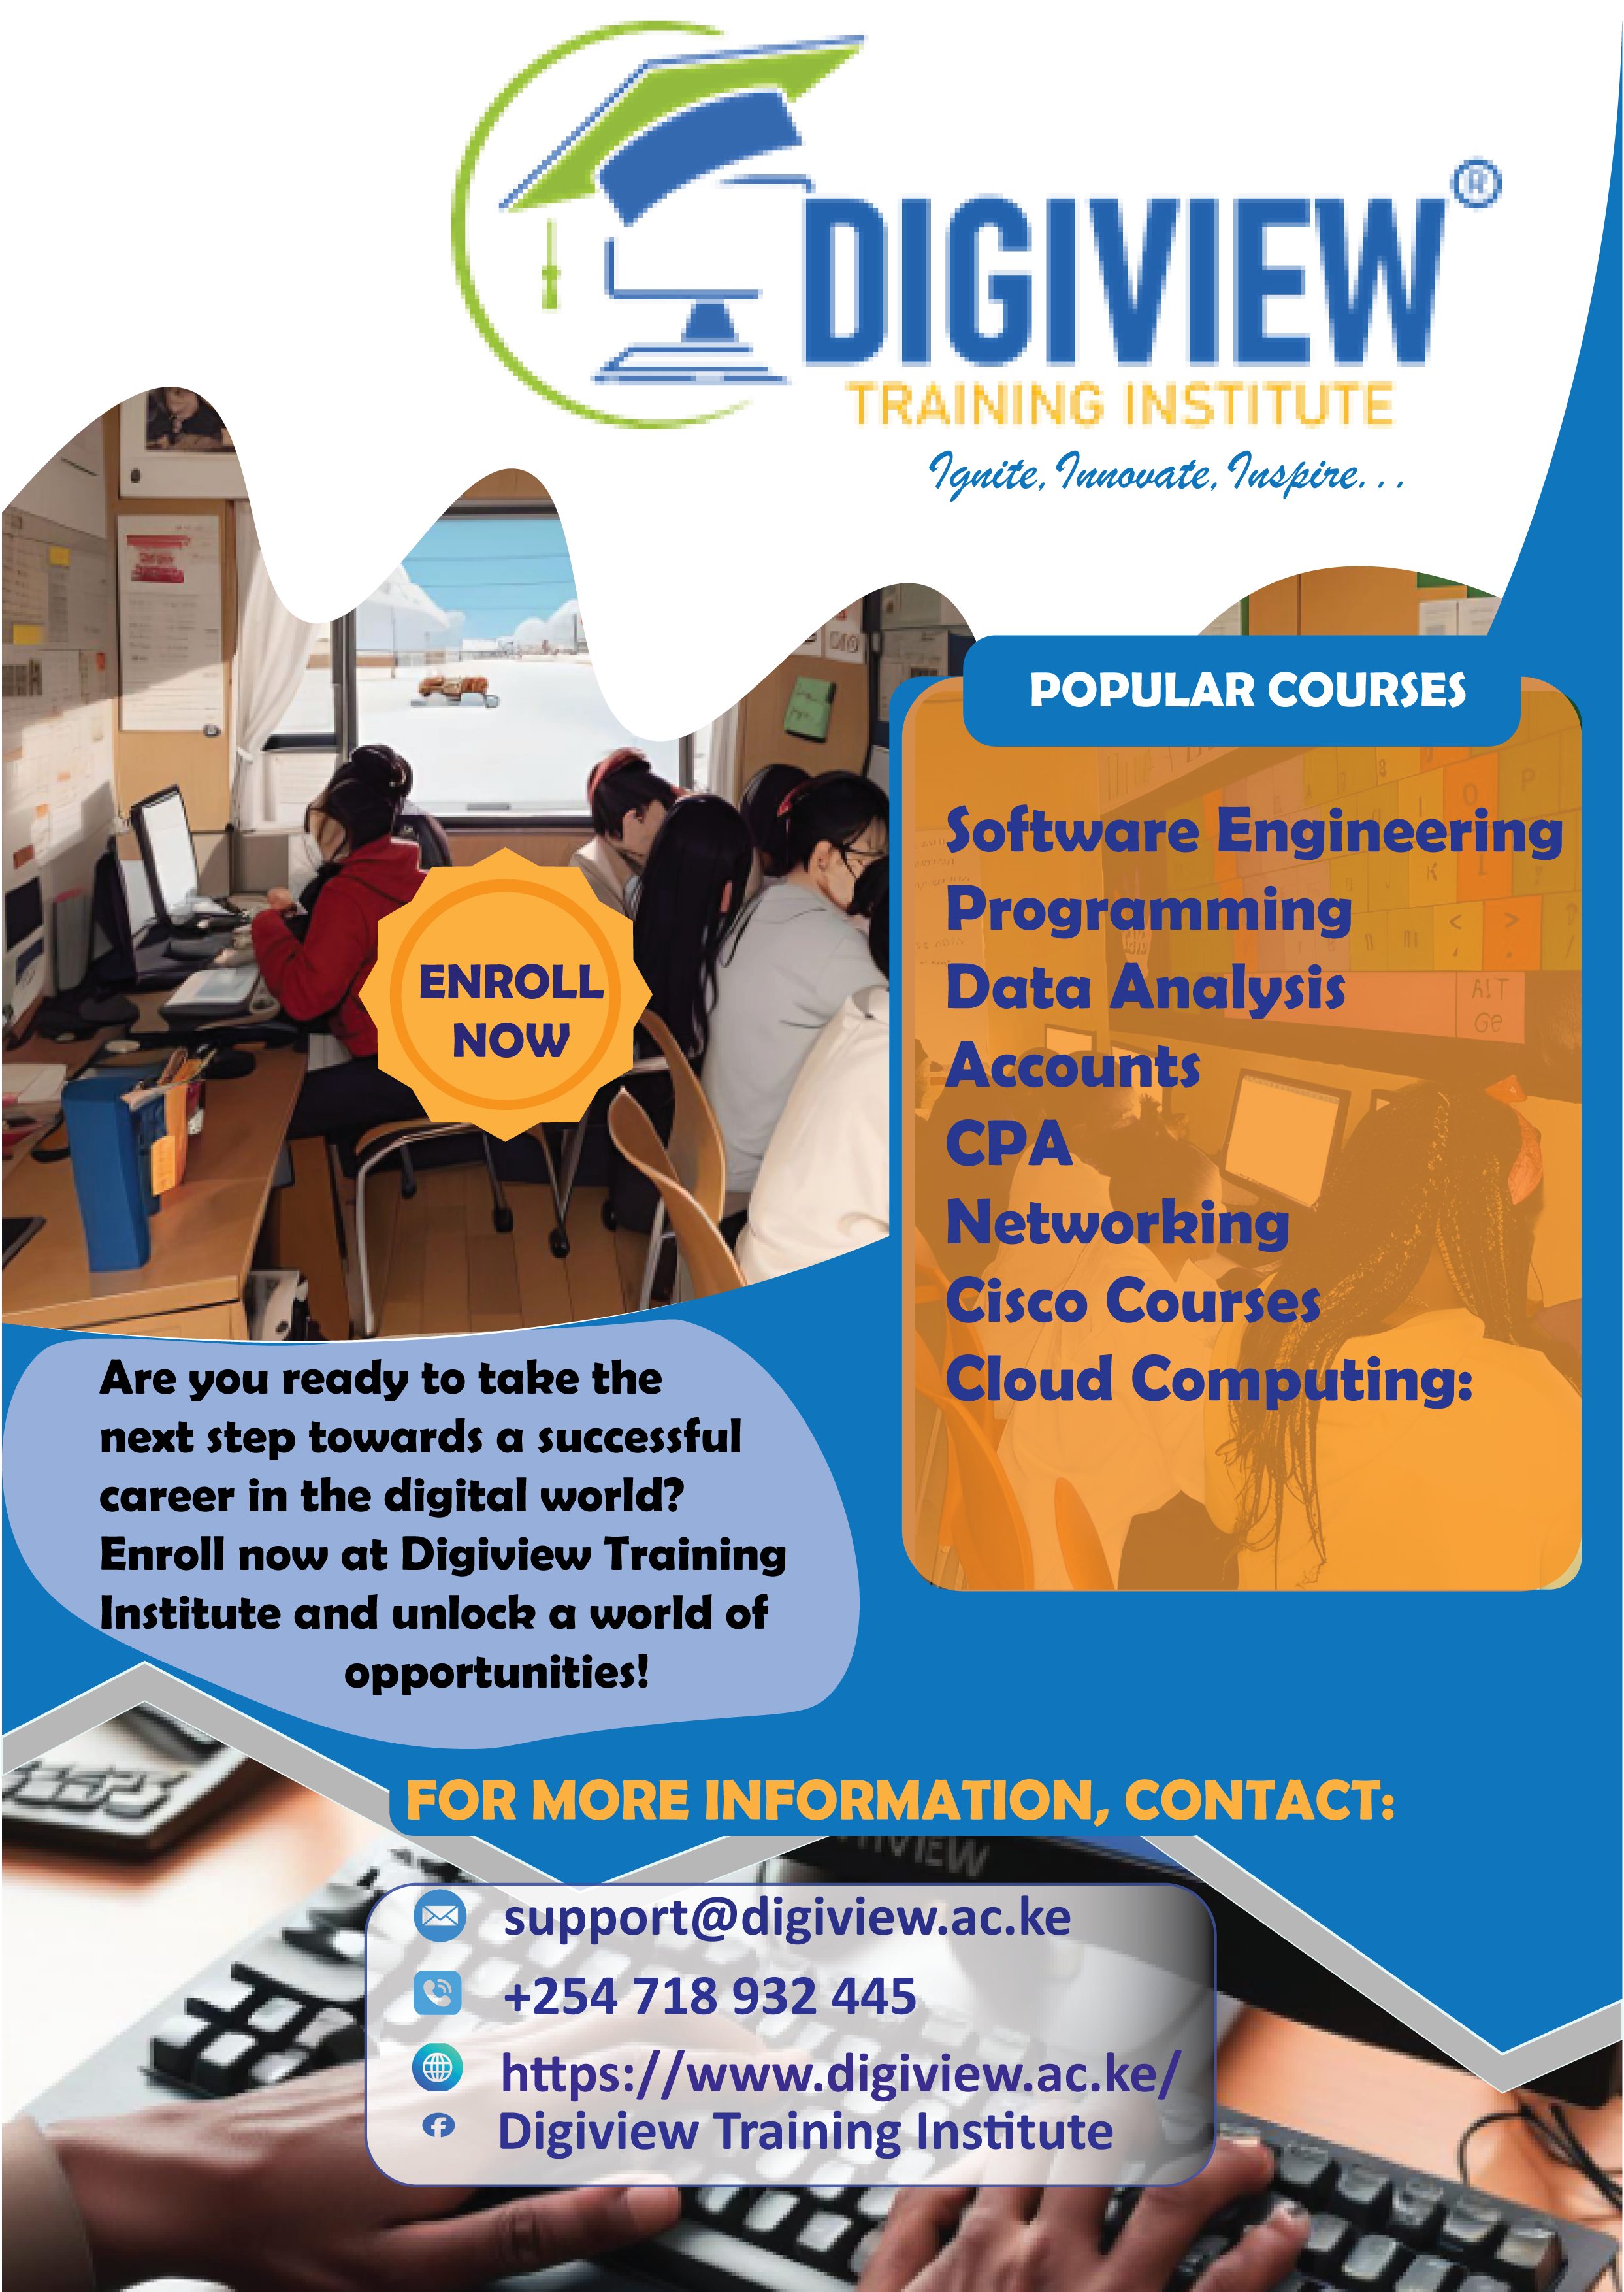 DIGIVIEW®
TRAINING INSTITUTE
Ignite, Innovate, Inspire...
POPULAR COURSES
Software Engineering
Programming
Data Analysis
Accounts
CPA
Networking
Cisco Courses
Cloud Computing:
ENROLL
NOW
Are you ready to take the
next step towards a successful
career in the digital world?
Enroll now at Digiview Training
Institute and unlock a world of
opportunities!
FOR MORE INFORMATION, CONTACT:
support@digiview.ac.ke
+254 718 932 445
https://www.digiview.ac.ke/
Digiview Training Institute